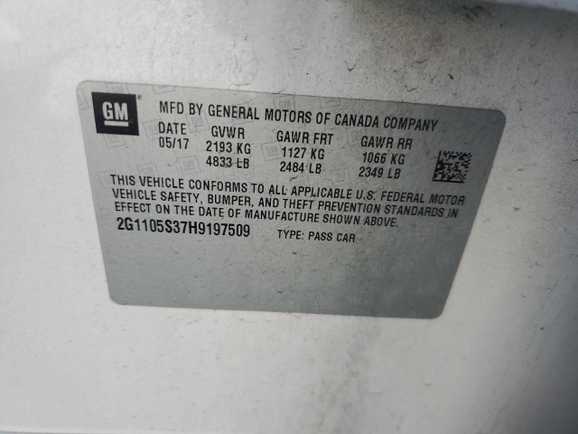 GM
MFD BY GENERAL MOTORS OF CANADA COMPANY
DATE GVWR GAWR FRT GAWR RR
05/17 2193 KG 1127 KG 1066 KG
4833 LB 2484 LB 2349 LB
THIS VEHICLE CONFORMS TO ALL APPLICABLE U.S. FEDERAL MOTOR
VEHICLE SAFETY, BUMPER, AND THEFT PREVENTION STANDARDS IN
EFFECT ON THE DATE OF MANUFACTURE SHOWN ABOVE.
2G1105S37H9197509 TYPE: PASS CAR